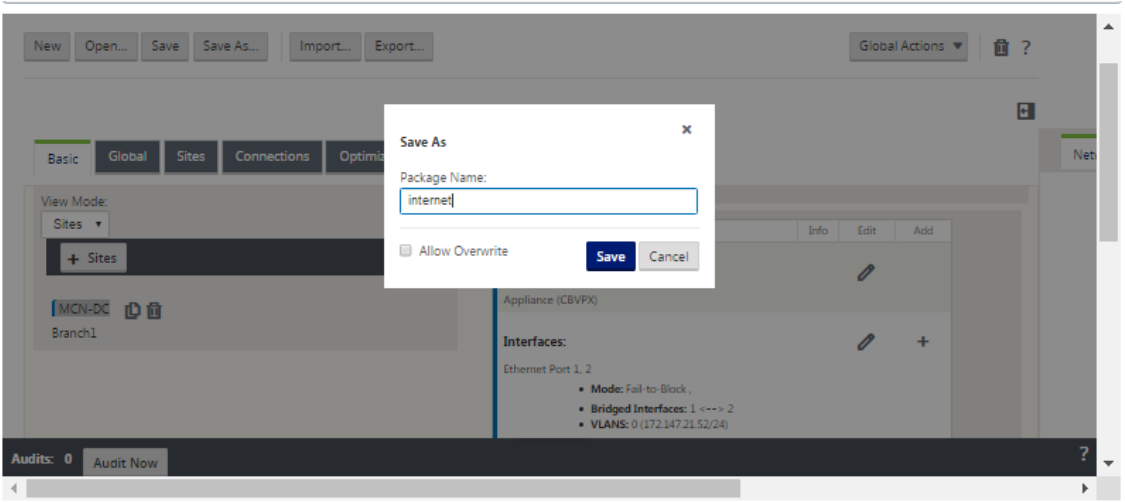 New Open... Save Save As... Import... Export... Global Actions ▼ ?
Basic Global Sites Connections Optimiz
Net
View Mode:
Sites ▼
+ Sites
MCN-DC
Branch1
Save As
×
Package Name:
internet
Allow Overwrite
Save Cancel
Info Edit Add
Appliance (CBVPX)
Interfaces:
+
Ethernet Port 1, 2
• Mode: Fail-to-Block ,
• Bridged Interfaces: 1 <--> 2
• VLANS: 0 (172.147.21.52/24)
Audits: 0 Audit Now ?